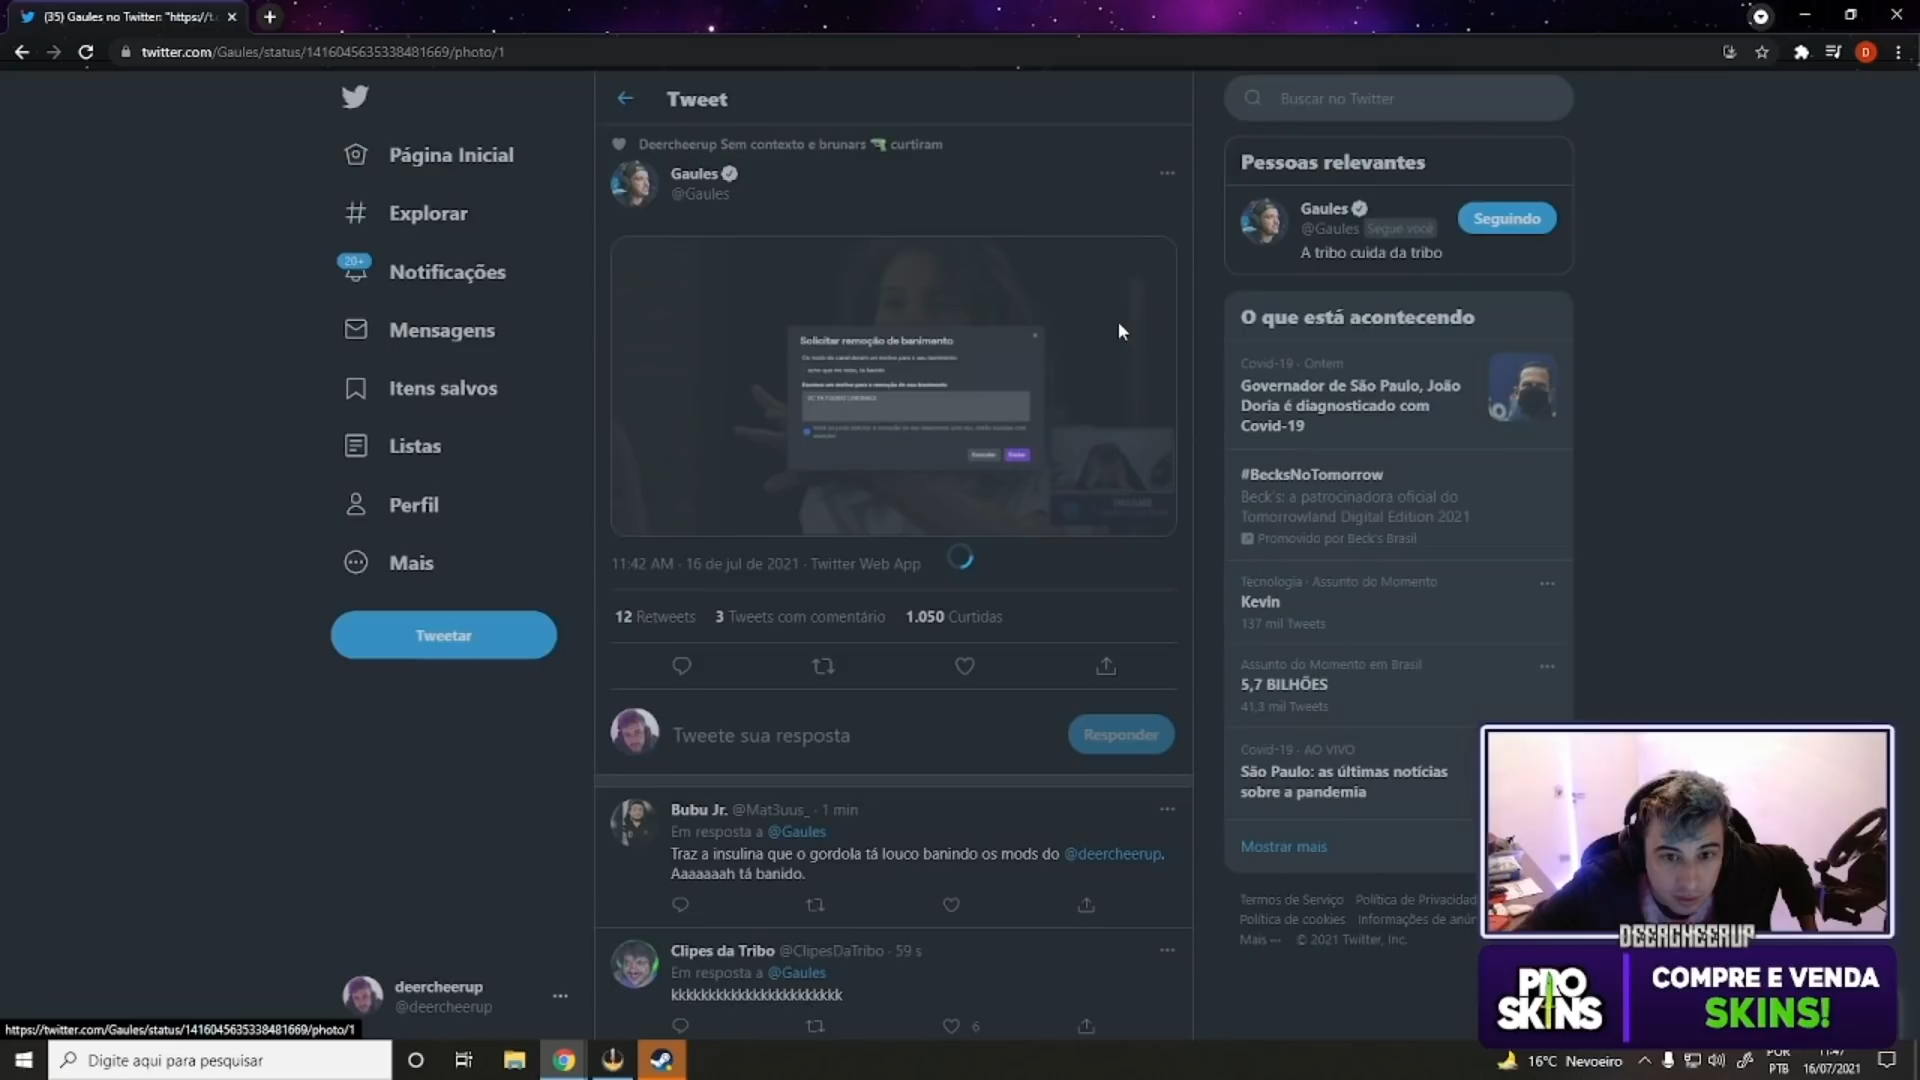 (35) Gaules no Twitter: "https://t.c
twitter.com/Gaules/status/1416045635338481669/photo/1
Página Inicial
Explorar
20+
Notificações
Mensagens
Itens salvos
Listas
Perfil
Mais
Tweetar
deercheerup
@deercheerup
Tweet
Deercheerup Sem contexto e brunars 🔫 curtiram
Gaules
@Gaules
Solicitar remoção de banimento
11:42 AM · 16 de jul de 2021 · Twitter Web App
12 Retweets 3 Tweets com comentário 1.050 Curtidas
Tweete sua resposta
Responder
Bubu Jr. @Mat3uus_ · 1 min
Em resposta a @Gaules
Traz a insulina que o gordola tá louco banindo os mods do @deercheerup.
Aaaaaaah tá banido.
Clipes da Tribo @ClipesDaTribo · 59 s
Em resposta a @Gaules
kkkkkkkkkkkkkkkkkkkkkkk
6
Buscar no Twitter
Pessoas relevantes
Gaules
@Gaules Segue você
Seguindo
A tribo cuida da tribo
O que está acontecendo
Covid-19 · Ontem
Governador de São Paulo, João
Doria é diagnosticado com
Covid-19
#BecksNoTomorrow
Beck's: a patrocinadora oficial do
Tomorrowland Digital Edition 2021
Promovido por Beck's Brasil
Tecnologia · Assunto do Momento
Kevin
137 mil Tweets
Assunto do Momento em Brasil
5,7 BILHÕES
41,3 mil Tweets
Covid-19 · AO VIVO
São Paulo: as últimas notícias
sobre a pandemia
Mostrar mais
Termos de Serviço Política de Privacidad
Política de cookies Informações de anún
Mais ··· © 2021 Twitter, Inc.
DEERCHEERUP
PRO
SKINS
COMPRE E VENDA
SKINS!
https://twitter.com/Gaules/status/1416045635338481669/photo/1
Digite aqui para pesquisar
16°C Nevoeiro
POR
PTB
11:47
16/07/2021